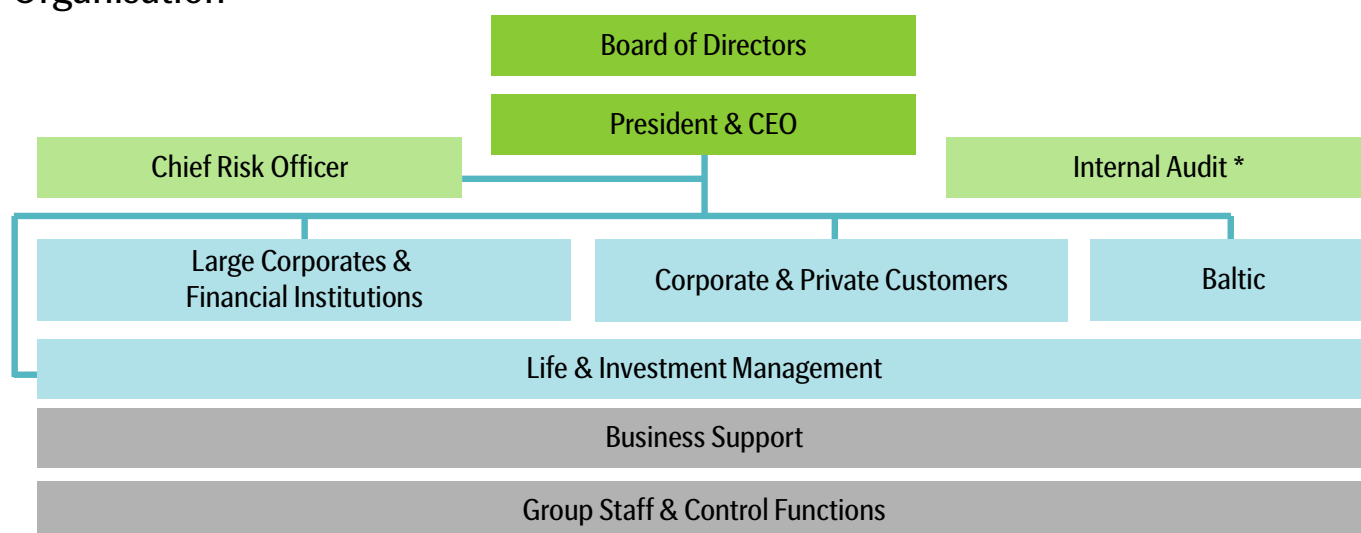 Organisation
Board of Directors
President & CEO
Chief Risk Officer
Internal Audit *
Large Corporates &
Financial Institutions
Corporate & Private Customers
Baltic
Life & Investment Management
Business Support
Group Staff & Control Functions